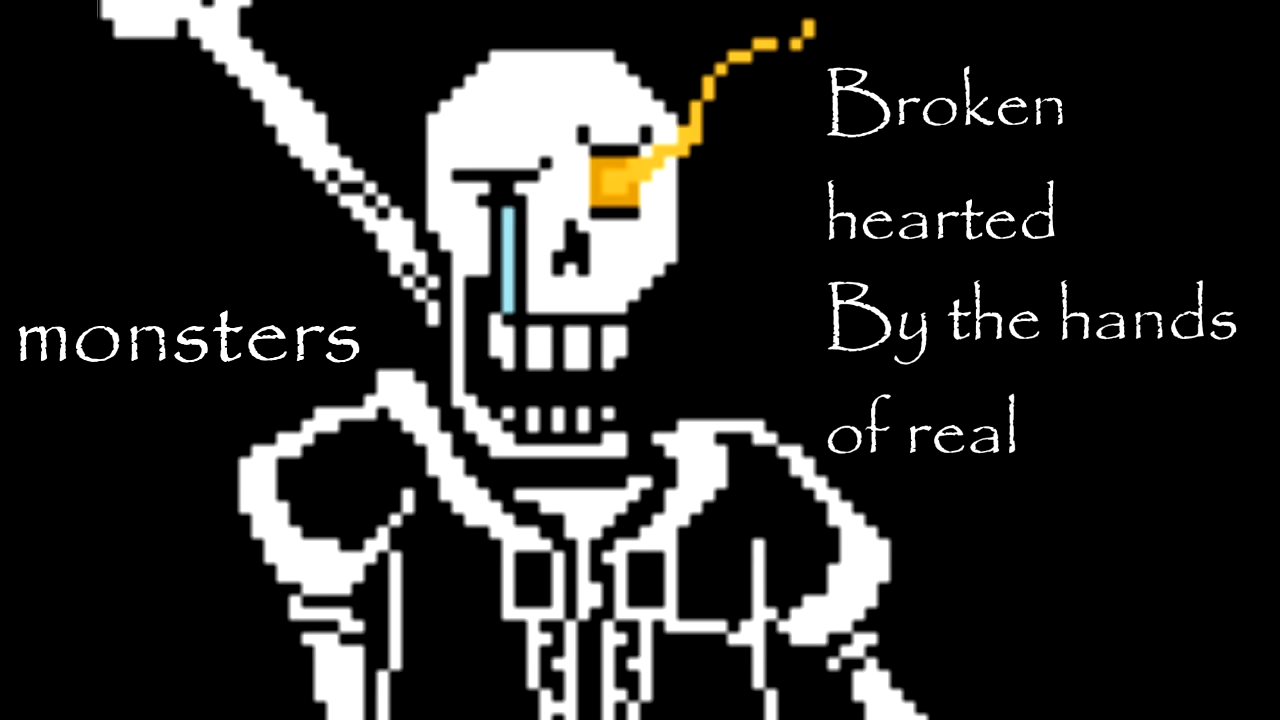 Broken
hearted
By the hands
of real
monsters